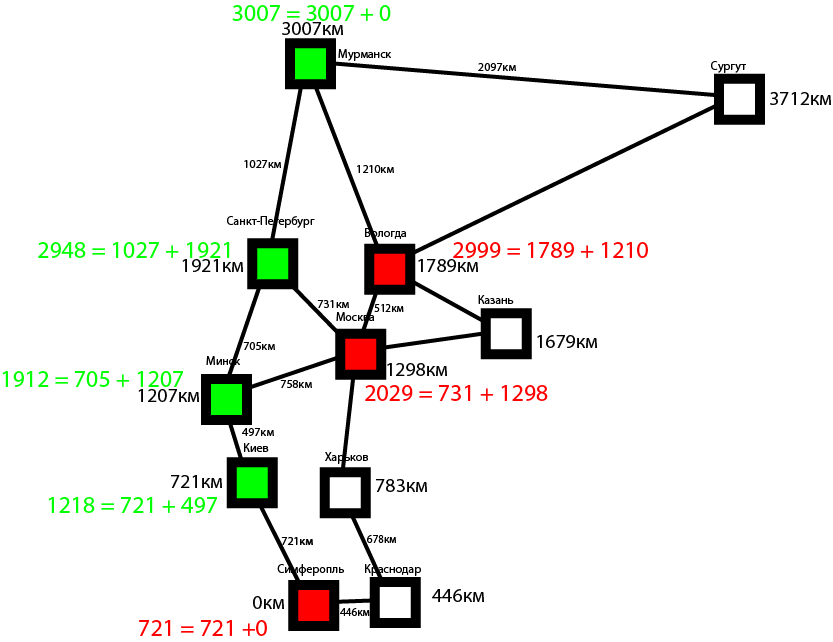 3007 = 3007 + 0
3007км
Мурманск
2097км
Сургут
3712км
1027км
1210км
Санкт-Петербург
Вологда
2948 = 1027 + 1921
1921км
1789км
2999 = 1789 + 1210
731км
512км
Казань
Москва
1679км
705км
Минск
1298км
1912 = 705 + 1207
758км
1207км
2029 = 731 + 1298
497км
Киев
Харьков
721км
783км
1218 = 721 + 497
721км
678км
Симферопль
Краснодар
0км
446км
446км
721 = 721 +0